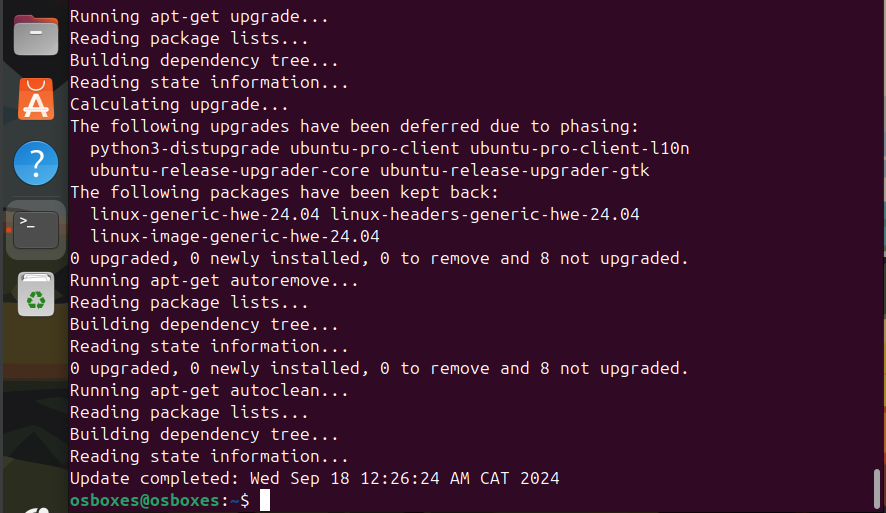 Running apt-get upgrade...
Reading package lists...
Building dependency tree...
Reading state information...
Calculating upgrade...
The following upgrades have been deferred due to phasing:
  python3-distupgrade ubuntu-pro-client ubuntu-pro-client-l10n
  ubuntu-release-upgrader-core ubuntu-release-upgrader-gtk
The following packages have been kept back:
  linux-generic-hwe-24.04 linux-headers-generic-hwe-24.04
  linux-image-generic-hwe-24.04
0 upgraded, 0 newly installed, 0 to remove and 8 not upgraded.
Running apt-get autoremove...
Reading package lists...
Building dependency tree...
Reading state information...
0 upgraded, 0 newly installed, 0 to remove and 8 not upgraded.
Running apt-get autoclean...
Reading package lists...
Building dependency tree...
Reading state information...
Update completed: Wed Sep 18 12:26:24 AM CAT 2024
osboxes@osboxes:~$